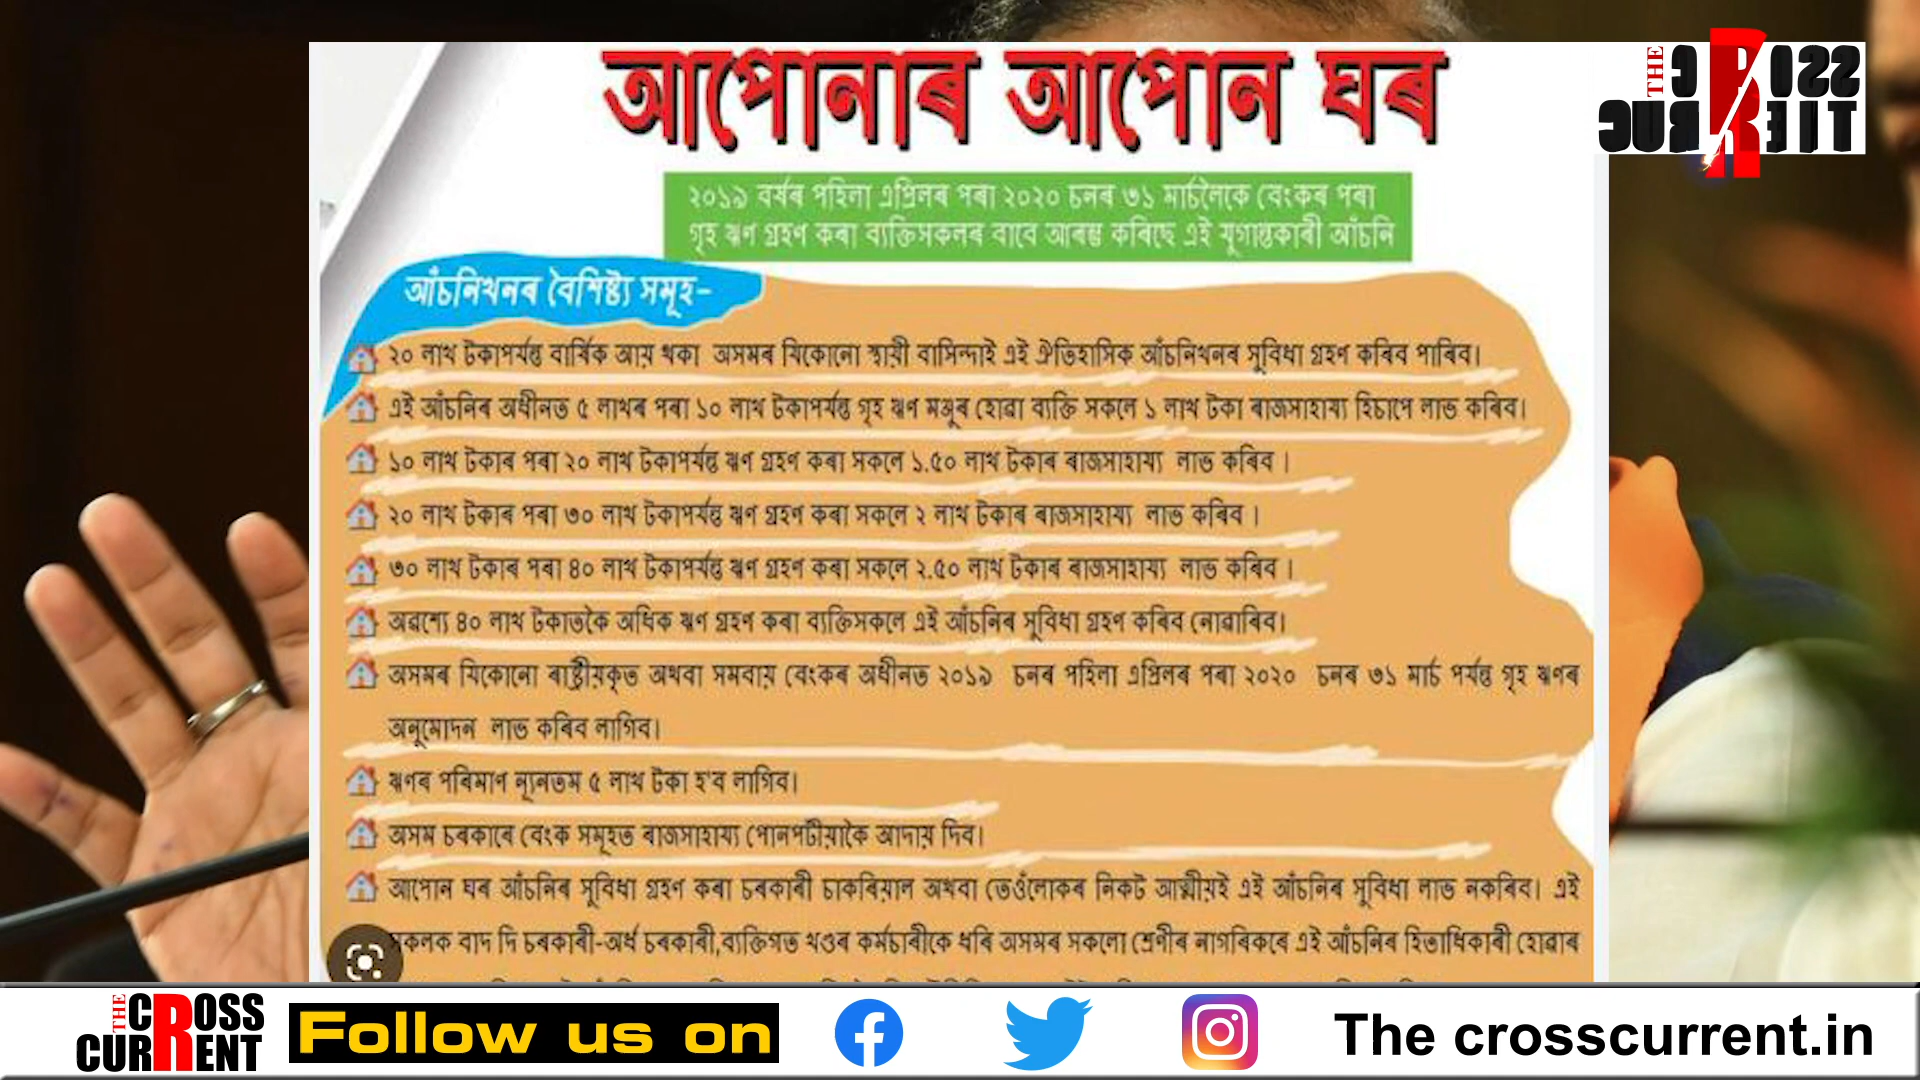 আপোনাৰ আপোন ঘৰ
THE CROSS
CURRENT
২০১৯ বৰ্ষৰ পহিলা এপ্ৰিলৰ পৰা ২০২০ চনৰ ৩১ মাৰ্চলৈকে বেংকৰ পৰা
গৃহ ঋণ গ্ৰহণ কৰা ব্যক্তিসকলৰ বাবে আৰম্ভ কৰিছে এই যুগান্তকাৰী আঁচনি
আঁচনিখনৰ বৈশিষ্ট্য সমূহ-
২০ লাখ টকাপৰ্যন্ত বাৰ্ষিক আয় থকা অসমৰ যিকোনো স্থায়ী বাসিন্দাই এই ঐতিহাসিক আঁচনিখনৰ সুবিধা গ্ৰহণ কৰিব পাৰিব।
এই আঁচনিৰ অধীনত ৫ লাখৰ পৰা ১০ লাখ টকাপৰ্যন্ত গৃহ ঋণ মঞ্জুৰ হোৱা ব্যক্তি সকলে ১ লাখ টকা ৰাজসাহায্য হিচাপে লাভ কৰিব।
১০ লাখ টকাৰ পৰা ২০ লাখ টকাপৰ্যন্ত ঋণ গ্ৰহণ কৰা সকলে ১.৫০ লাখ টকাৰ ৰাজসাহায্য লাভ কৰিব ।
২০ লাখ টকাৰ পৰা ৩০ লাখ টকাপৰ্যন্ত ঋণ গ্ৰহণ কৰা সকলে ২ লাখ টকাৰ ৰাজসাহায্য লাভ কৰিব ।
৩০ লাখ টকাৰ পৰা ৪০ লাখ টকাপৰ্যন্ত ঋণ গ্ৰহণ কৰা সকলে ২.৫০ লাখ টকাৰ ৰাজসাহায্য লাভ কৰিব ।
অৱশ্যে ৪০ লাখ টকাতকৈ অধিক ঋণ গ্ৰহণ কৰা ব্যক্তিসকলে এই আঁচনিৰ সুবিধা গ্ৰহণ কৰিব নোৱাৰিব।
অসমৰ যিকোনো ৰাষ্ট্ৰীয়কৃত অথবা সমবায় বেংকৰ অধীনত ২০১৯ চনৰ পহিলা এপ্ৰিলৰ পৰা ২০২০ চনৰ ৩১ মাৰ্চ পৰ্যন্ত গৃহ ঋণৰ
অনুমোদন লাভ কৰিব লাগিব।
ঋণৰ পৰিমাণ ন্যূনতম ৫ লাখ টকা হ'ব লাগিব।
অসম চৰকাৰে বেংক সমূহত ৰাজসাহায্য পোনপটীয়াকৈ আদায় দিব।
আপোন ঘৰ আঁচনিৰ সুবিধা গ্ৰহণ কৰা চৰকাৰী চাকৰিয়াল অথবা তেওঁলোকৰ নিকট আত্মীয়ই এই আঁচনিৰ সুবিধা লাভ নকৰিব। এই
সকলক বাদ দি চৰকাৰী-অৰ্ধ চৰকাৰী,ব্যক্তিগত খণ্ডৰ কৰ্মচাৰীকে ধৰি অসমৰ সকলো শ্ৰেণীৰ নাগৰিকৰে এই আঁচনিৰ হিতাধিকাৰী হোৱাৰ
THE CROSS
CURRENT
Follow us on
The crosscurrent.in